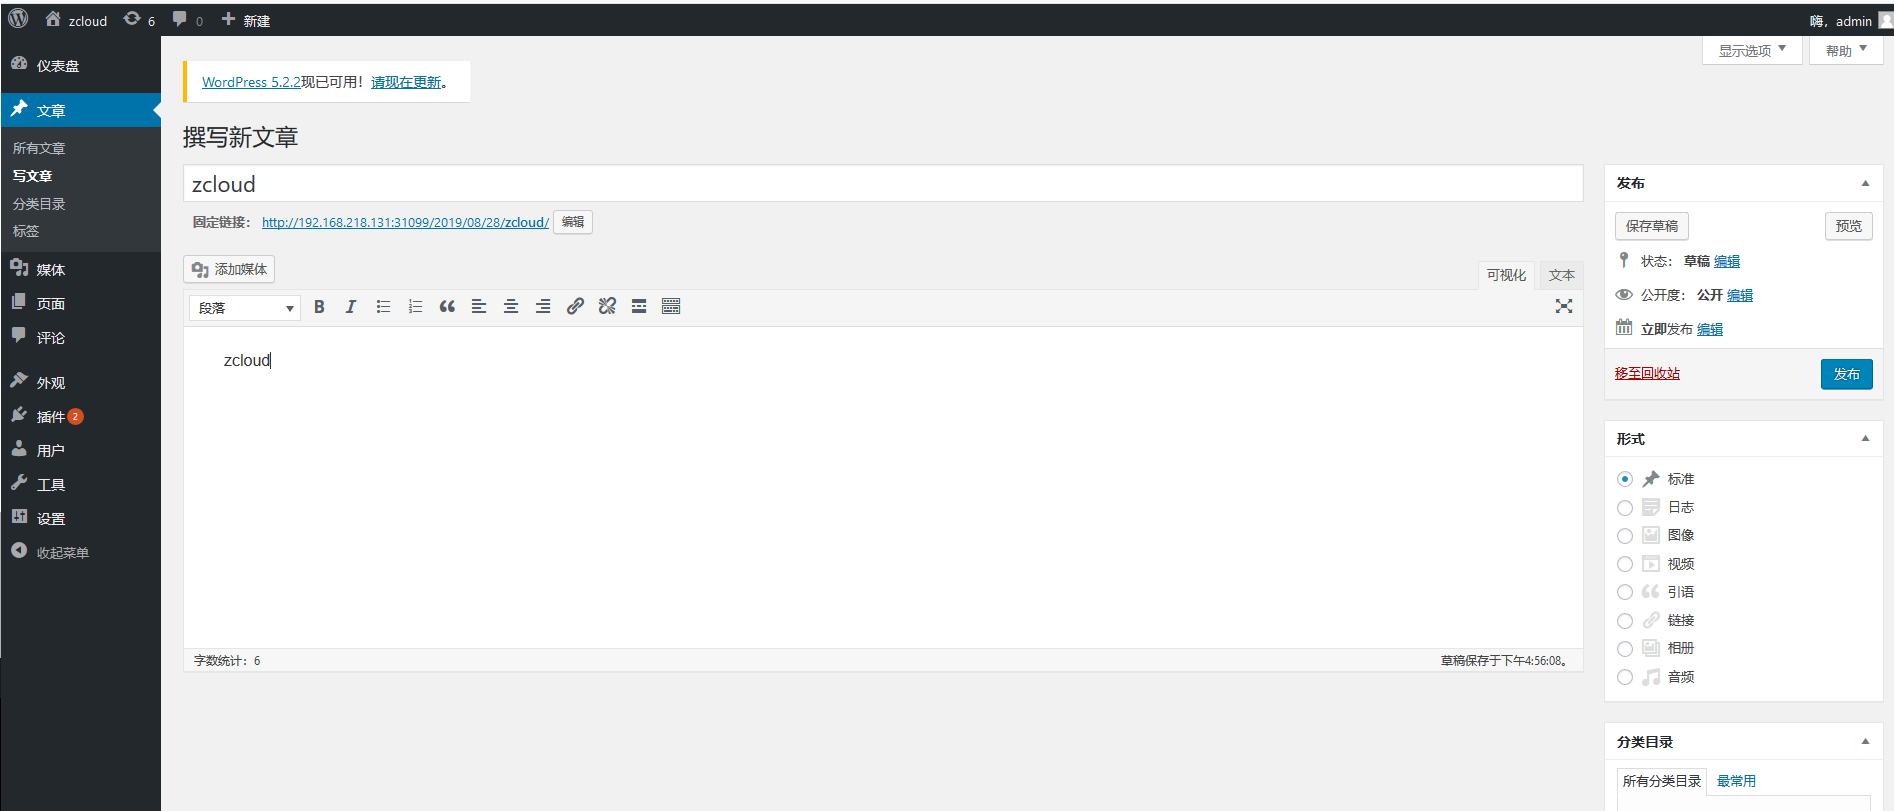 zcloud 6 0 新建 嗨，admin
显示选项 帮助
仪表盘
文章
所有文章
写文章
分类目录
标签
媒体
页面
评论
外观
插件 2
用户
工具
设置
收起菜单
WordPress 5.2.2现已可用！请现在更新。
撰写新文章
zcloud
固定链接： http://192.168.218.131:31099/2019/08/28/zcloud/ 编辑
添加媒体
可视化 文本
段落 B I
zcloud
字数统计：6 草稿保存于下午4:56:08。
发布
保存草稿 预览
状态： 草稿 编辑
公开度： 公开 编辑
立即发布 编辑
移至回收站 发布
形式
标准
日志
图像
视频
引语
链接
相册
音频
分类目录
所有分类目录 最常用